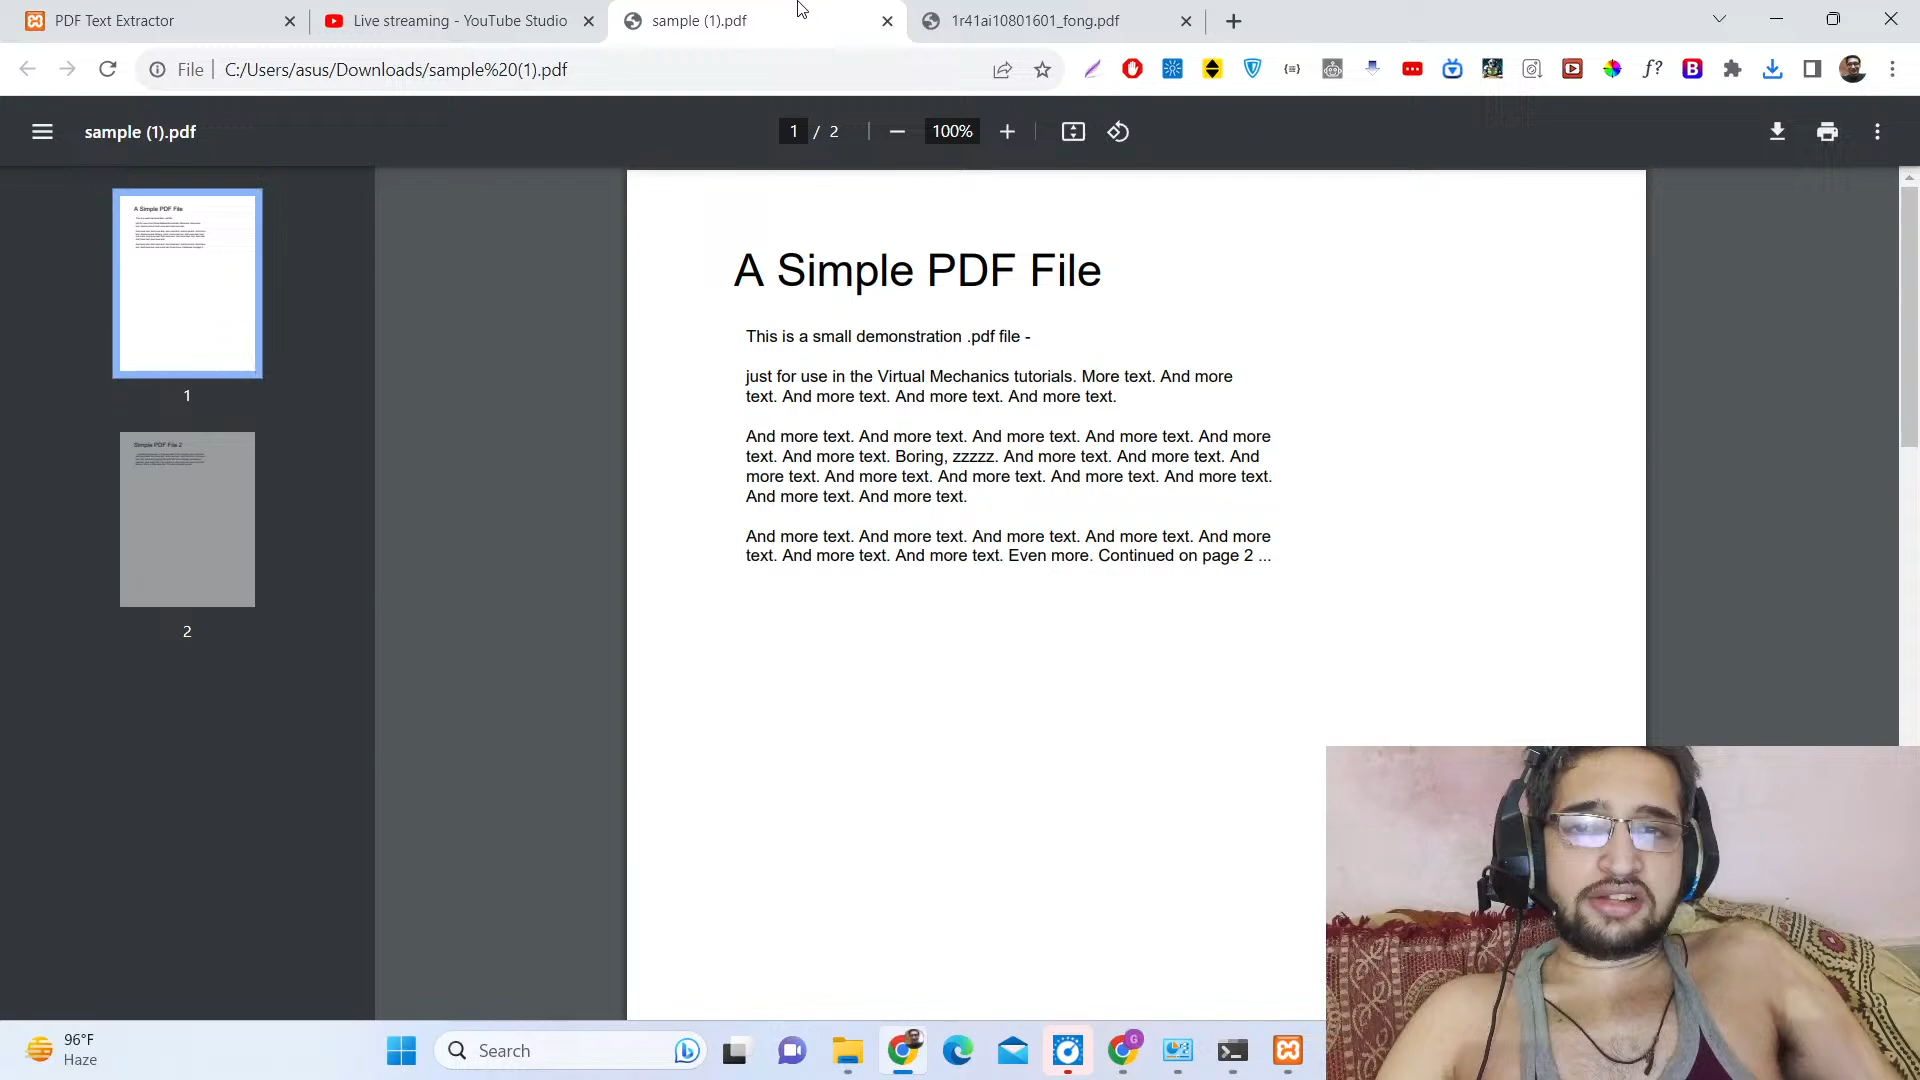 PDF Text Extractor
Live streaming - YouTube Studio
sample (1).pdf
1r41ai10801601_fong.pdf
File
C:/Users/asus/Downloads/sample%20(1).pdf
sample (1).pdf
1 / 2
100%
A Simple PDF File
This is a small demonstration .pdf file -
just for use in the Virtual Mechanics tutorials. More text. And more
text. And more text. And more text. And more text.
And more text. And more text. And more text. And more text. And more
text. And more text. Boring, zzzzz. And more text. And more text. And
more text. And more text. And more text. And more text. And more text.
And more text. And more text.
And more text. And more text. And more text. And more text. And more
text. And more text. And more text. Even more. Continued on page 2 ...
A Simple PDF File
1
Simple PDF File 2
2
96°F
Haze
Search